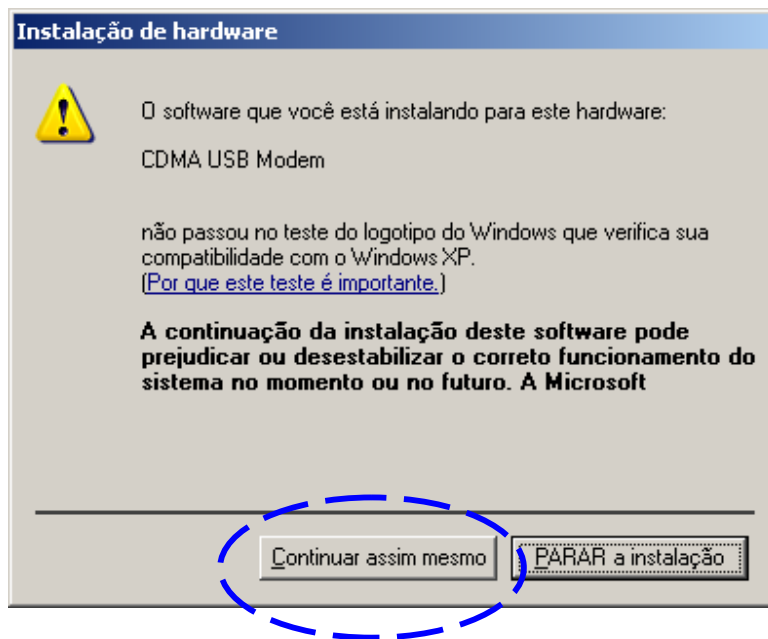 Instalação de hardware
O software que você está instalando para este hardware:
CDMA USB Modem
não passou no teste do logotipo do Windows que verifica sua
compatibilidade com o Windows XP.
(Por que este teste é importante.)
A continuação da instalação deste software pode
prejudicar ou desestabilizar o correto funcionamento do
sistema no momento ou no futuro. A Microsoft
Continuar assim mesmo
PARAR a instalação